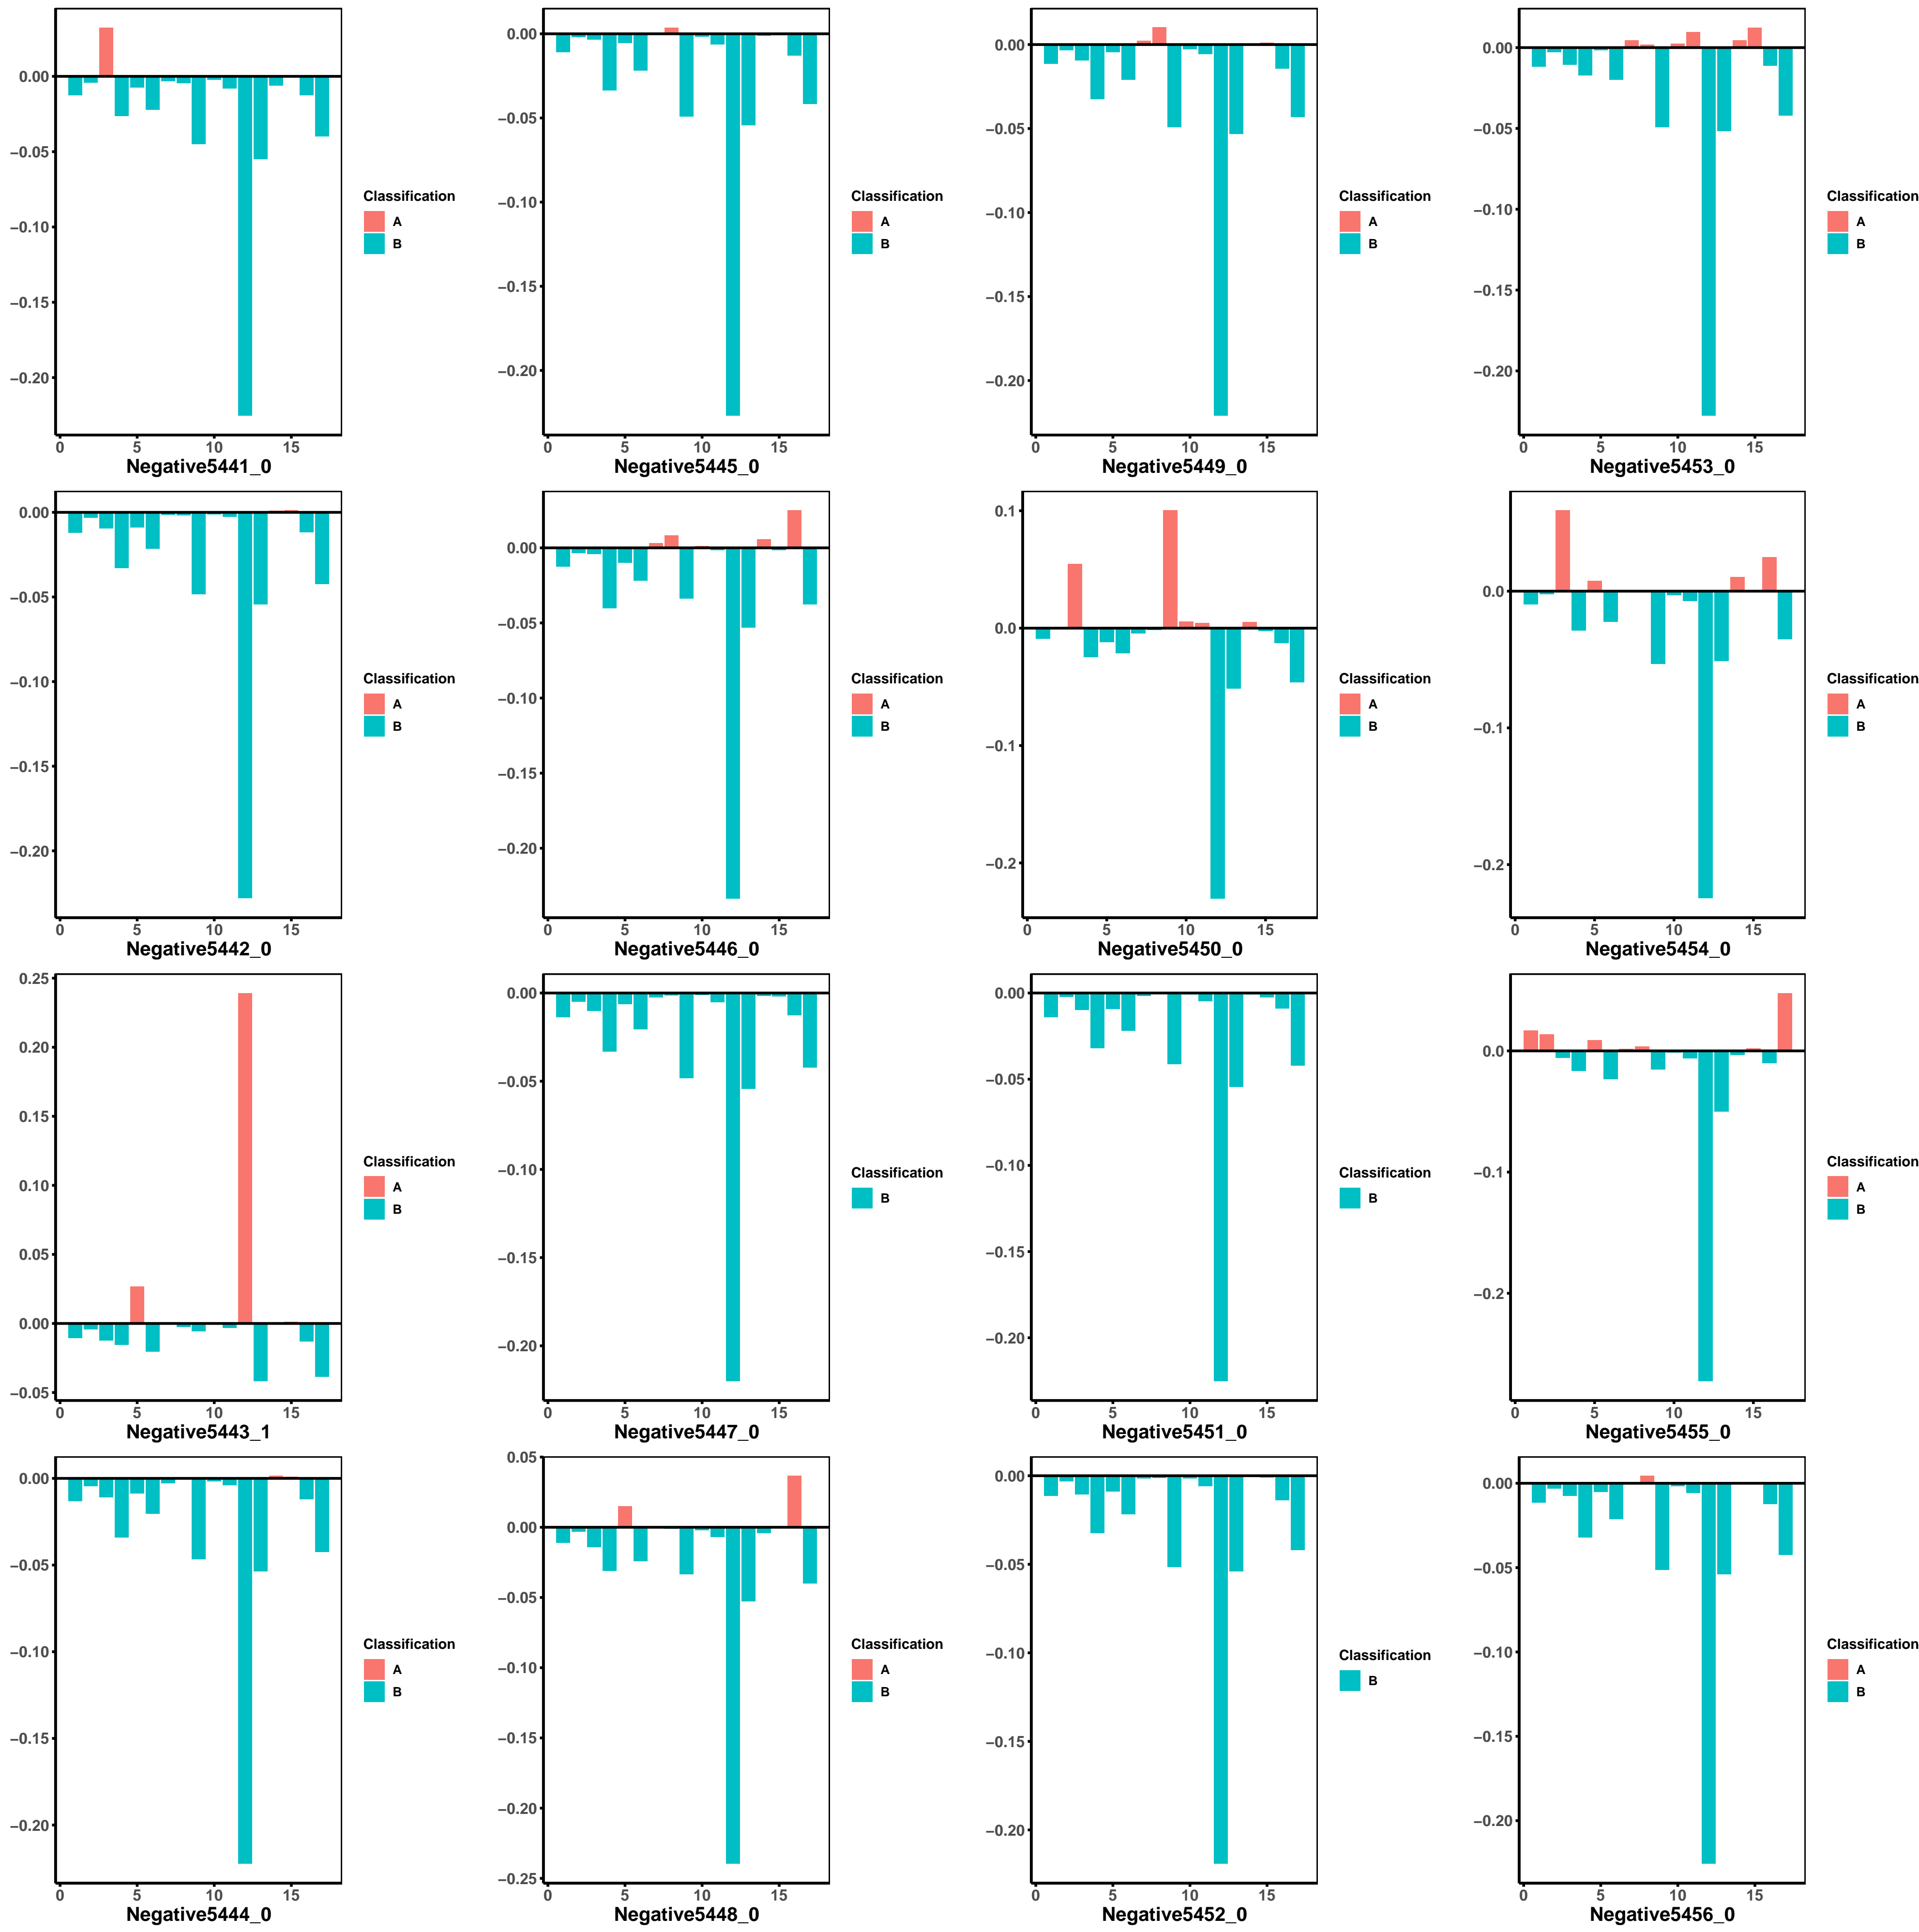 0.00
−0.05
−0.10
−0.15
−0.20
0 5 10 15
Negative5441_0
Classification
A
B
0.00
−0.05
−0.10
−0.15
−0.20
0 5 10 15
Negative5445_0
Classification
A
B
0.00
−0.05
−0.10
−0.15
−0.20
0 5 10 15
Negative5449_0
Classification
A
B
0.00
−0.05
−0.10
−0.15
−0.20
0 5 10 15
Negative5453_0
Classification
A
B
0.00
−0.05
−0.10
−0.15
−0.20
0 5 10 15
Negative5442_0
Classification
A
B
0.00
−0.05
−0.10
−0.15
−0.20
0 5 10 15
Negative5446_0
Classification
A
B
0.1
0.0
−0.1
−0.2
0 5 10 15
Negative5450_0
Classification
A
B
0.0
−0.1
−0.2
0 5 10 15
Negative5454_0
Classification
A
B
0.25
0.20
0.15
0.10
0.05
0.00
−0.05
0 5 10 15
Negative5443_1
Classification
A
B
0.00
−0.05
−0.10
−0.15
−0.20
0 5 10 15
Negative5447_0
Classification
B
0.00
−0.05
−0.10
−0.15
−0.20
0 5 10 15
Negative5451_0
Classification
B
0.0
−0.1
−0.2
0 5 10 15
Negative5455_0
Classification
A
B
0.00
−0.05
−0.10
−0.15
−0.20
0 5 10 15
Negative5444_0
Classification
A
B
0.05
0.00
−0.05
−0.10
−0.15
−0.20
−0.25
0 5 10 15
Negative5448_0
Classification
A
B
0.00
−0.05
−0.10
−0.15
−0.20
0 5 10 15
Negative5452_0
Classification
B
0.00
−0.05
−0.10
−0.15
−0.20
0 5 10 15
Negative5456_0
Classification
A
B